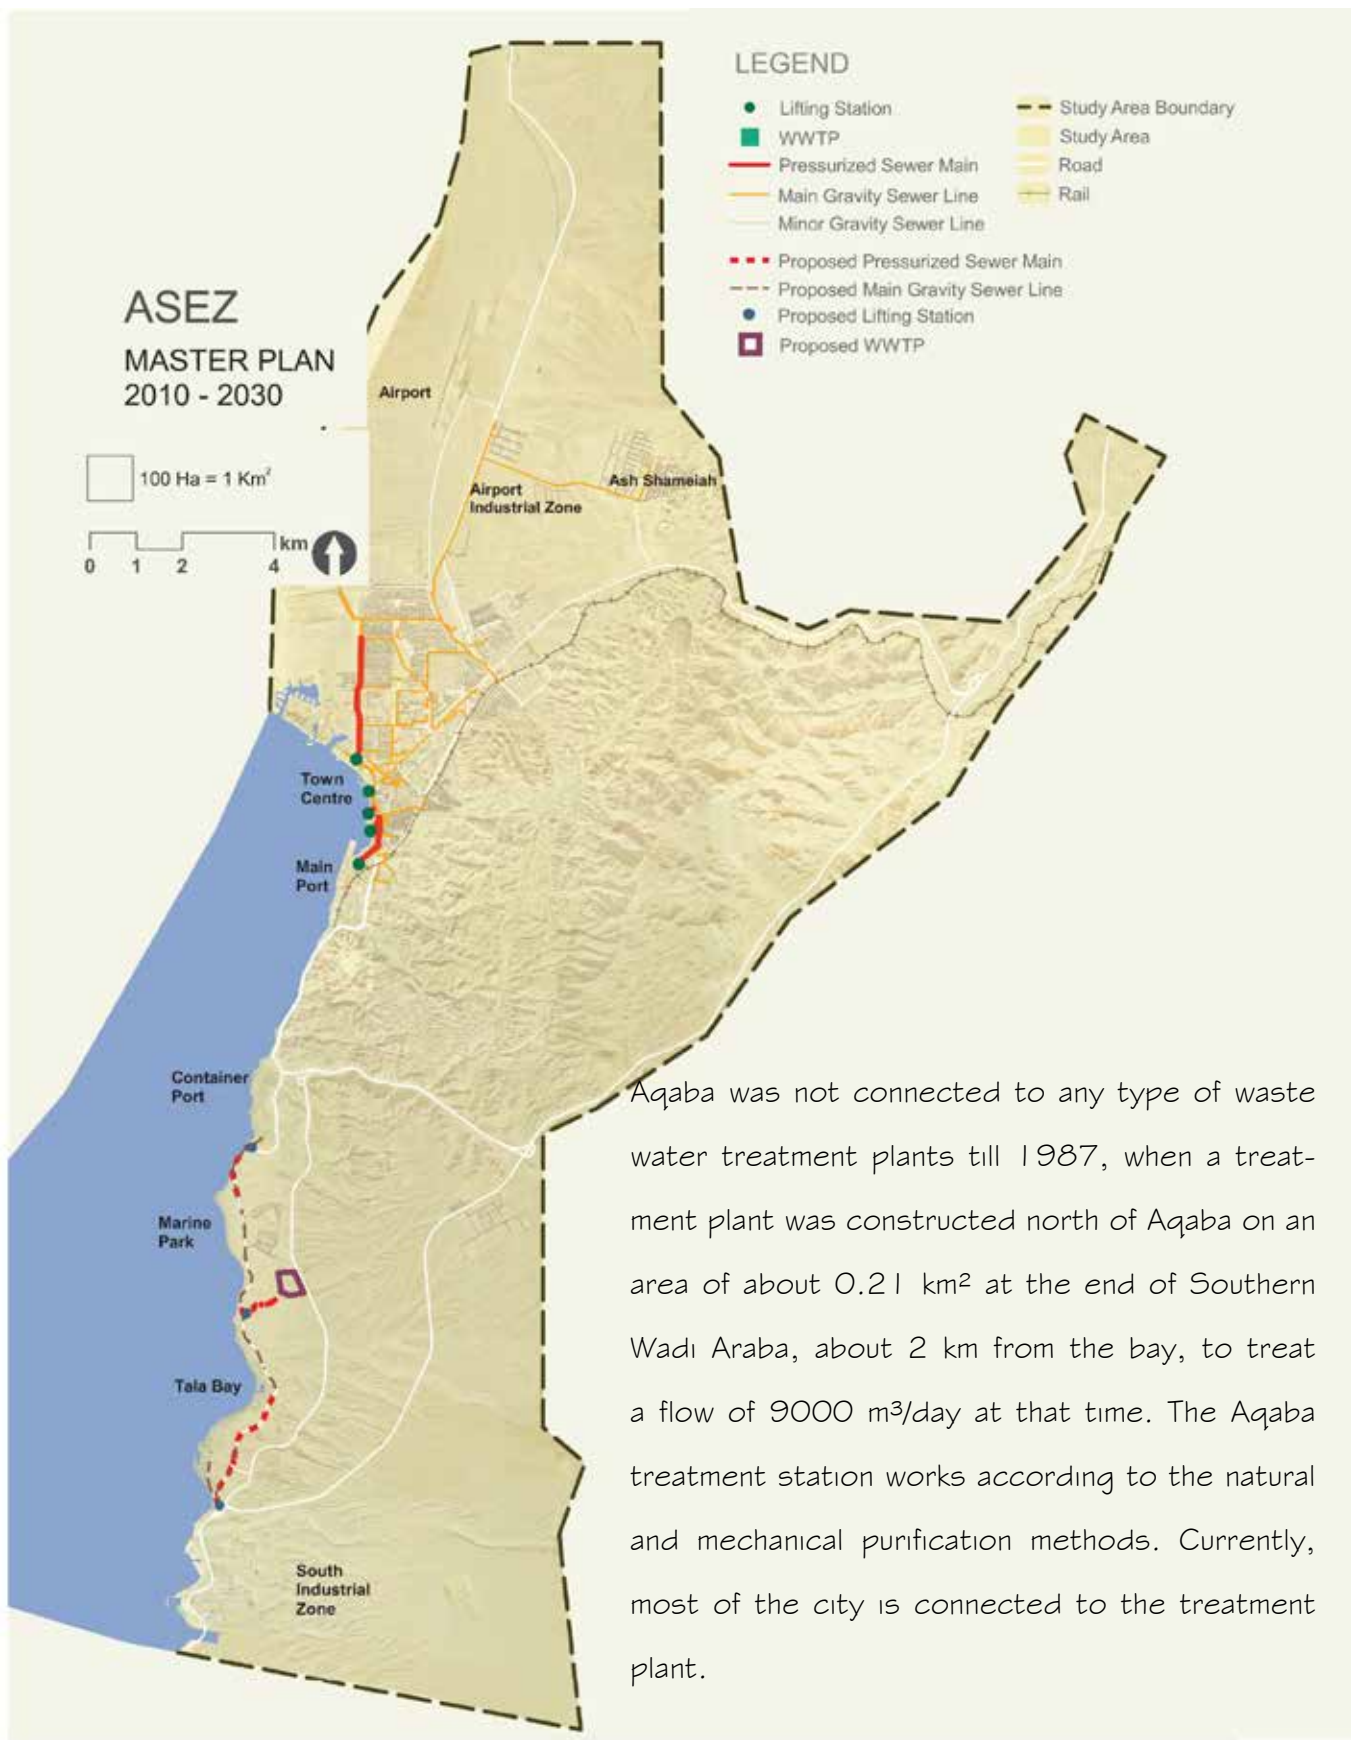 LEGEND
Lifting Station
WWTP
Pressurized Sewer Main
Main Gravity Sewer Line
Minor Gravity Sewer Line
Proposed Pressurized Sewer Main
Proposed Main Gravity Sewer Line
Proposed Lifting Station
Proposed WWTP
Study Area Boundary
Study Area
Road
Rail
ASEZ
MASTER PLAN
2010 - 2030
100 Ha = 1 Km²
km
0 1 2 4
Airport
Airport
Industrial Zone
Ash Shameiah
Town
Centre
Main
Port
Container
Port
Marine
Park
Tala Bay
South
Industrial
Zone
Aqaba was not connected to any type of waste
water treatment plants till 1987, when a treat-
ment plant was constructed north of Aqaba on an
area of about 0.21 km² at the end of Southern
Wadi Araba, about 2 km from the bay, to treat
a flow of 9000 m³/day at that time. The Aqaba
treatment station works according to the natural
and mechanical purification methods. Currently,
most of the city is connected to the treatment
plant.